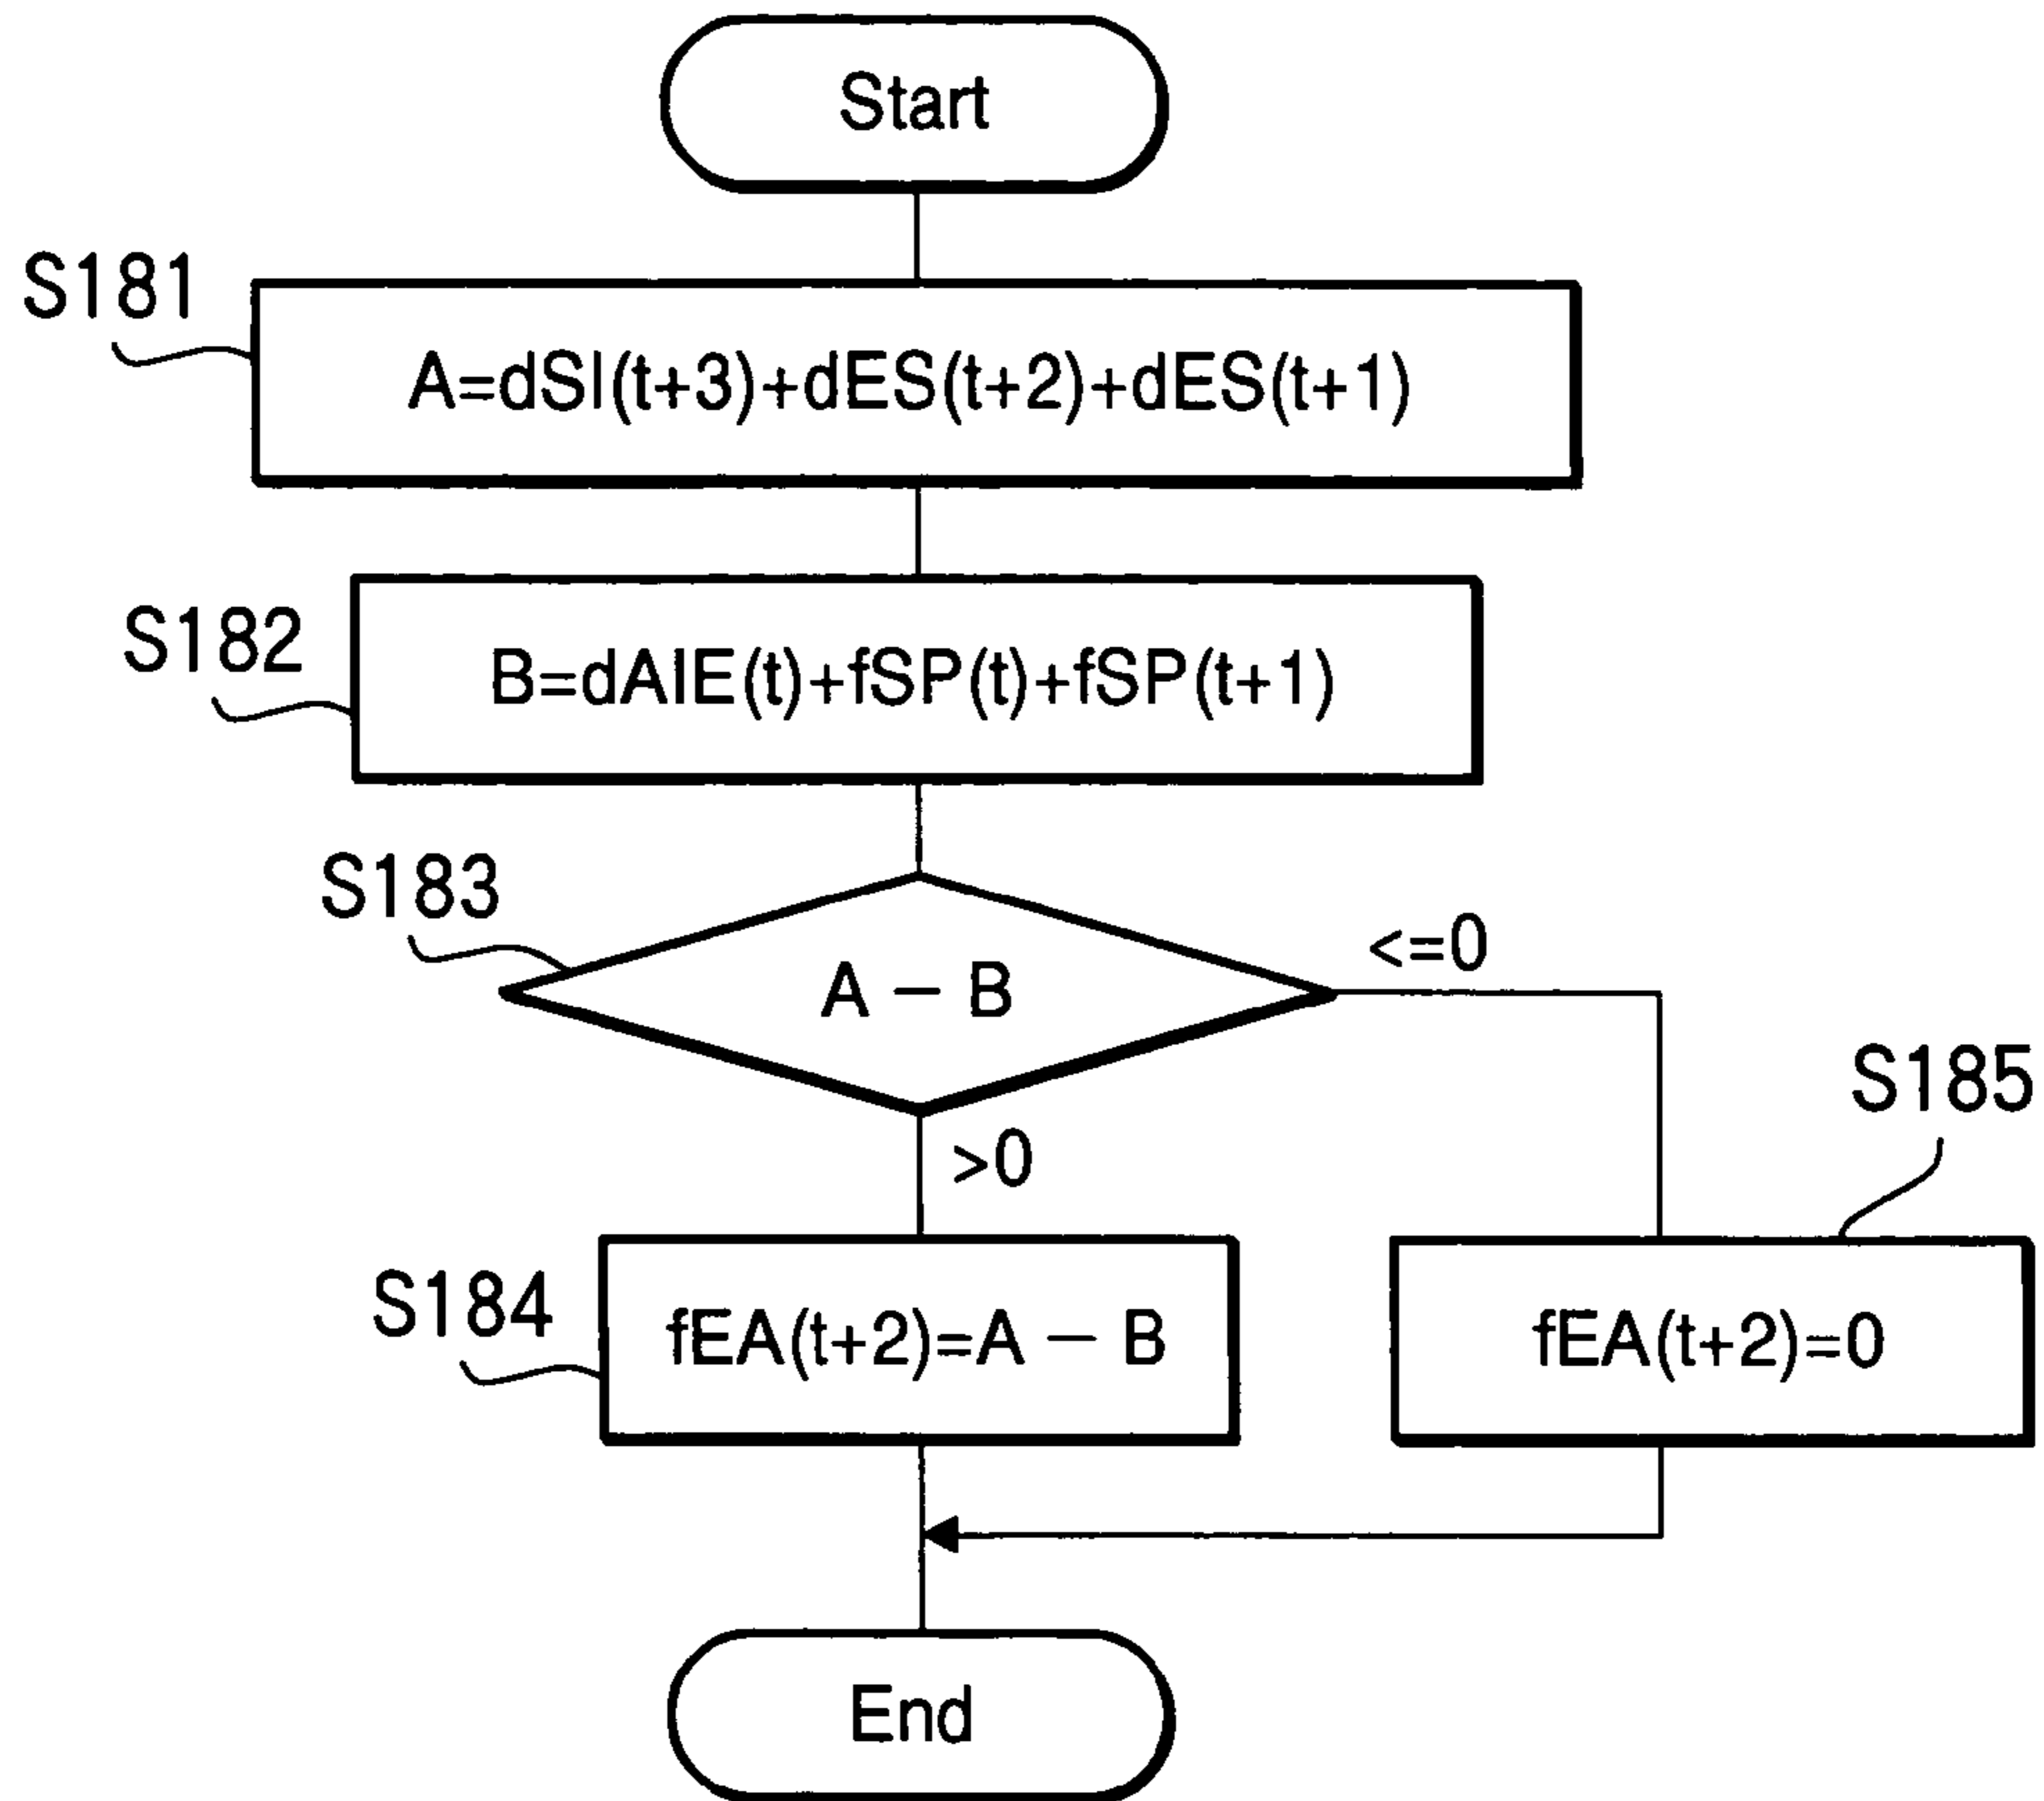 Start
S181
A=dSI(t+3)+dES(t+2)+dES(t+1)
S182
B=dAIE(t)+fSP(t)+fSP(t+1)
S183
A − B
<=0
>0
S185
S184
fEA(t+2)=A − B
fEA(t+2)=0
End